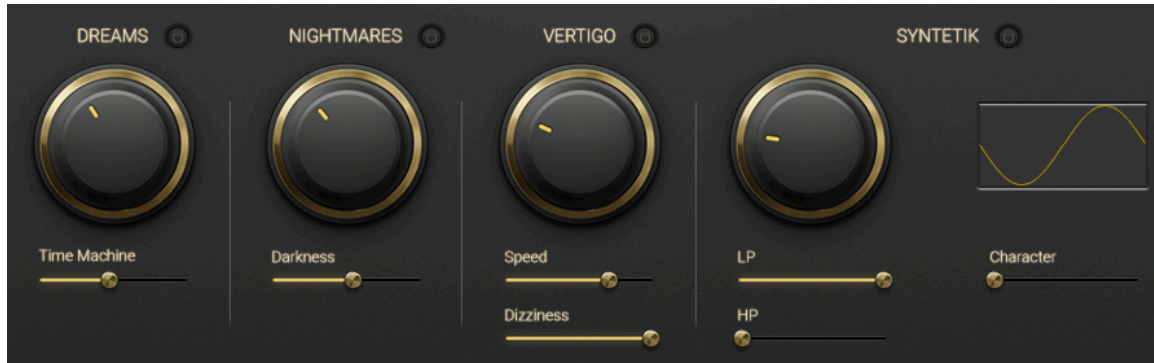 DREAMS
NIGHTMARES
VERTIGO
SYNTETIK
Time Machine
Darkness
Speed
LP
Character
Dizziness
HP